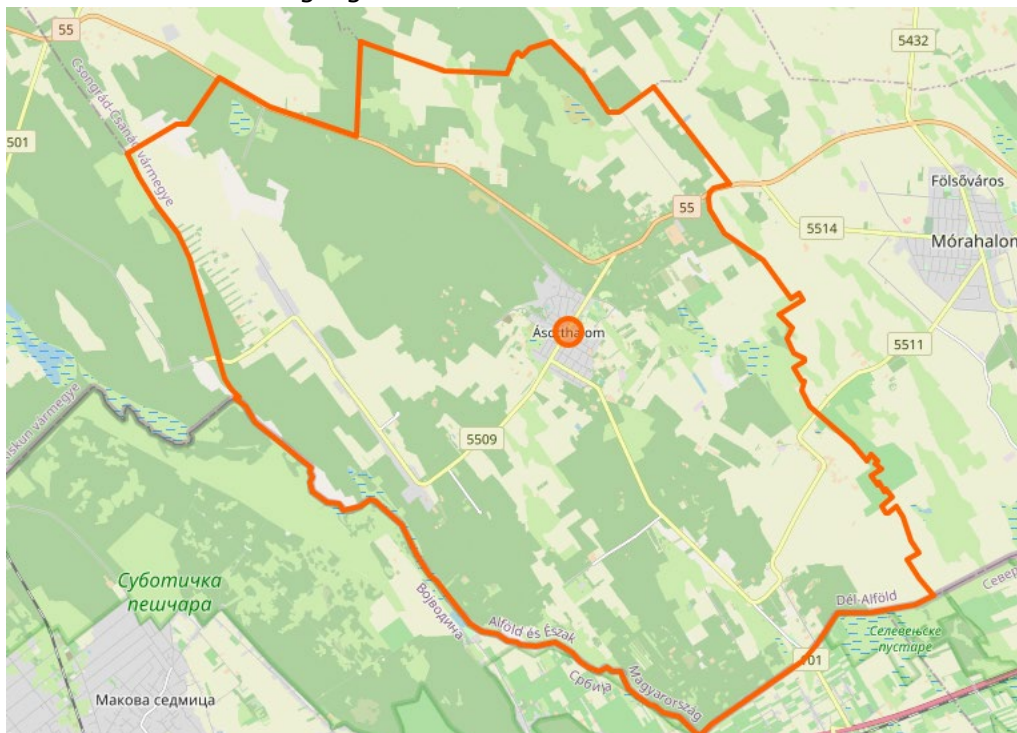 55
5432
Csongrád-Csanád vármegye
501
Fölsőváros
55
5514
Mórahalom
Ásotthalom
5511
kiskun vármegye
5509
Суботичка
пешчара
Војводина
Dél-Alföld
Север
Alföld és Észak
Селевењске
пустаре
Србија
Magyarország
101
Макова седмица